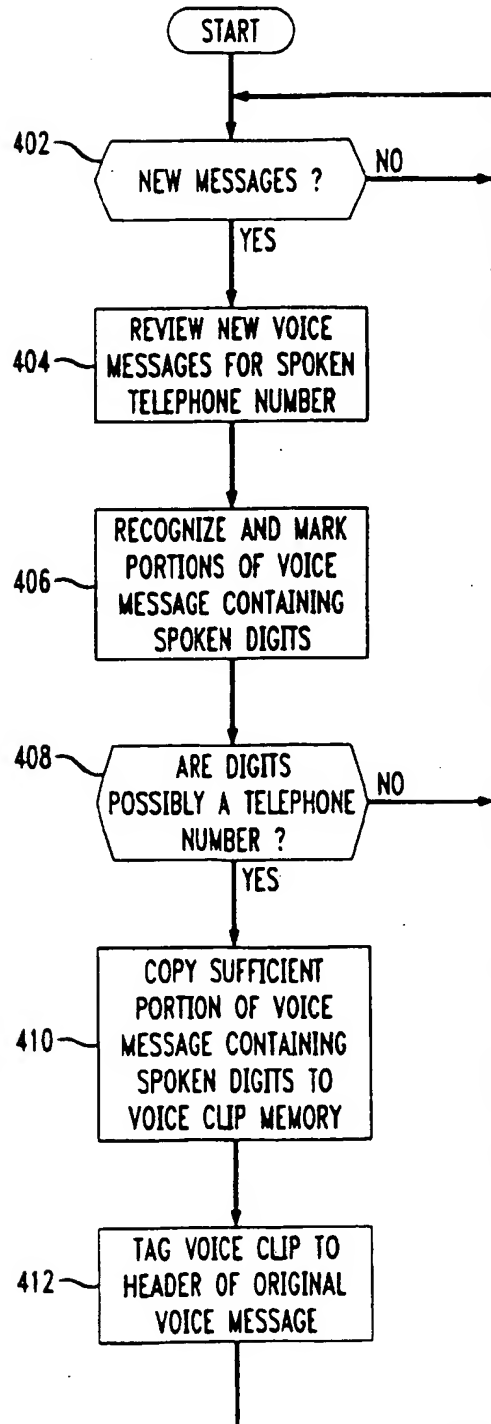 START
402
NEW MESSAGES ?
NO
YES
404
REVIEW NEW VOICE
MESSAGES FOR SPOKEN
TELEPHONE NUMBER
406
RECOGNIZE AND MARK
PORTIONS OF VOICE
MESSAGE CONTAINING
SPOKEN DIGITS
408
ARE DIGITS
POSSIBLY A TELEPHONE
NUMBER ?
NO
YES
410
COPY SUFFICIENT
PORTION OF VOICE
MESSAGE CONTAINING
SPOKEN DIGITS TO
VOICE CLIP MEMORY
412
TAG VOICE CLIP TO
HEADER OF ORIGINAL
VOICE MESSAGE